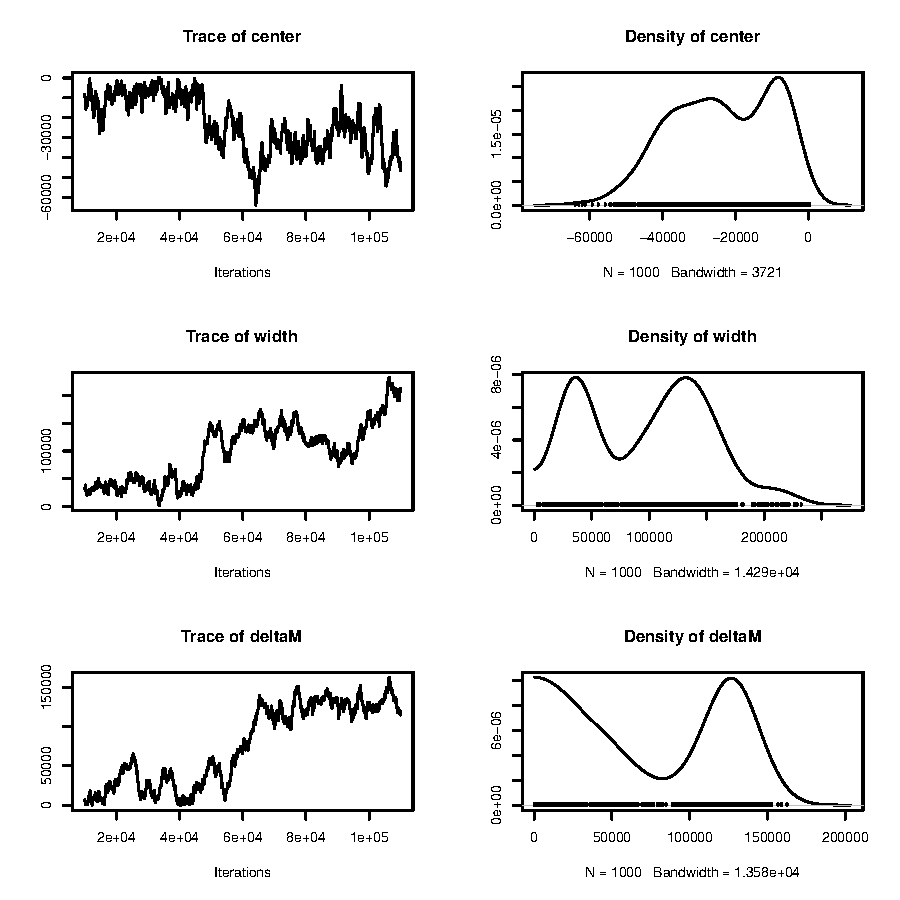 Trace of center
Density of center
0
−30000
−60000
2e+04 4e+04 6e+04 8e+04 1e+05
Iterations
1.5e−05
0.0e+00
−60000 −40000 −20000 0
N = 1000 Bandwidth = 3721
Trace of width
Density of width
100000
0
2e+04 4e+04 6e+04 8e+04 1e+05
Iterations
8e−06
4e−06
0e+00
0 50000 100000 200000
N = 1000 Bandwidth = 1.429e+04
Trace of deltaM
Density of deltaM
150000
50000
0
2e+04 4e+04 6e+04 8e+04 1e+05
Iterations
6e−06
0e+00
0 50000 100000 150000 200000
N = 1000 Bandwidth = 1.358e+04